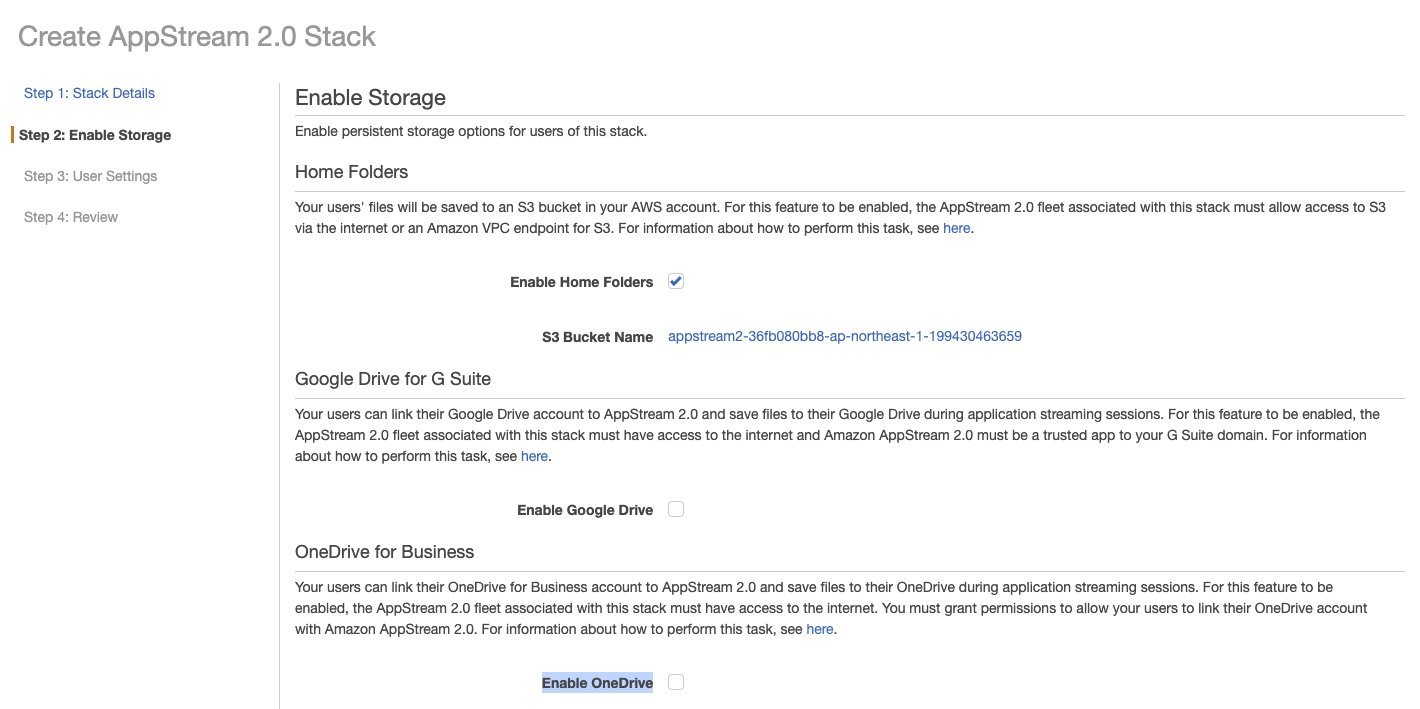 Create AppStream 2.0 Stack
Step 1: Stack Details
Step 2: Enable Storage
Step 3: User Settings
Step 4: Review
Enable Storage
Enable persistent storage options for users of this stack.
Home Folders
Your users' files will be saved to an S3 bucket in your AWS account. For this feature to be enabled, the AppStream 2.0 fleet associated with this stack must allow access to S3
via the internet or an Amazon VPC endpoint for S3. For information about how to perform this task, see here.
Enable Home Folders
S3 Bucket Name appstream2-36fb080bb8-ap-northeast-1-199430463659
Google Drive for G Suite
Your users can link their Google Drive account to AppStream 2.0 and save files to their Google Drive during application streaming sessions. For this feature to be enabled, the
AppStream 2.0 fleet associated with this stack must have access to the internet and Amazon AppStream 2.0 must be a trusted app to your G Suite domain. For information
about how to perform this task, see here.
Enable Google Drive
OneDrive for Business
Your users can link their OneDrive for Business account to AppStream 2.0 and save files to their OneDrive during application streaming sessions. For this feature to be
enabled, the AppStream 2.0 fleet associated with this stack must have access to the internet. You must grant permissions to allow your users to link their OneDrive account
with Amazon AppStream 2.0. For information about how to perform this task, see here.
Enable OneDrive